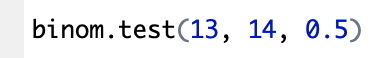 binom.test(13, 14, 0.5)